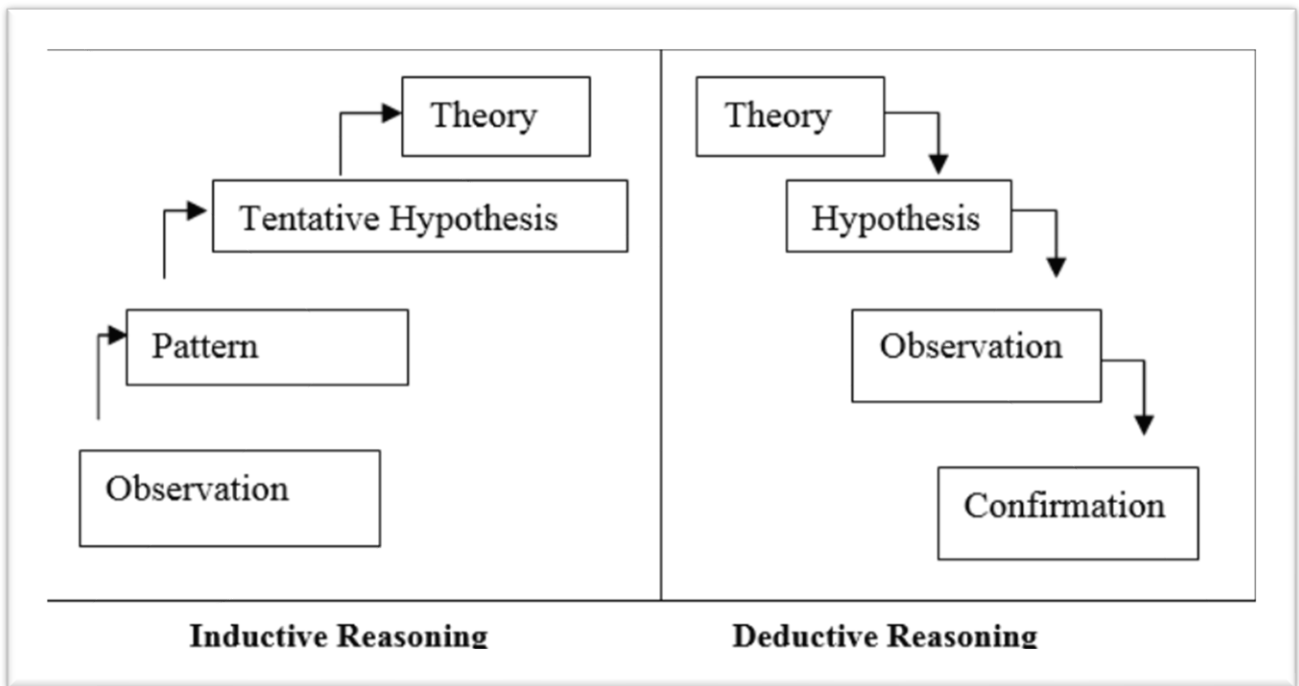 Theory
Tentative Hypothesis
Pattern
Observation
Inductive Reasoning
Theory
Hypothesis
Observation
Confirmation
Deductive Reasoning